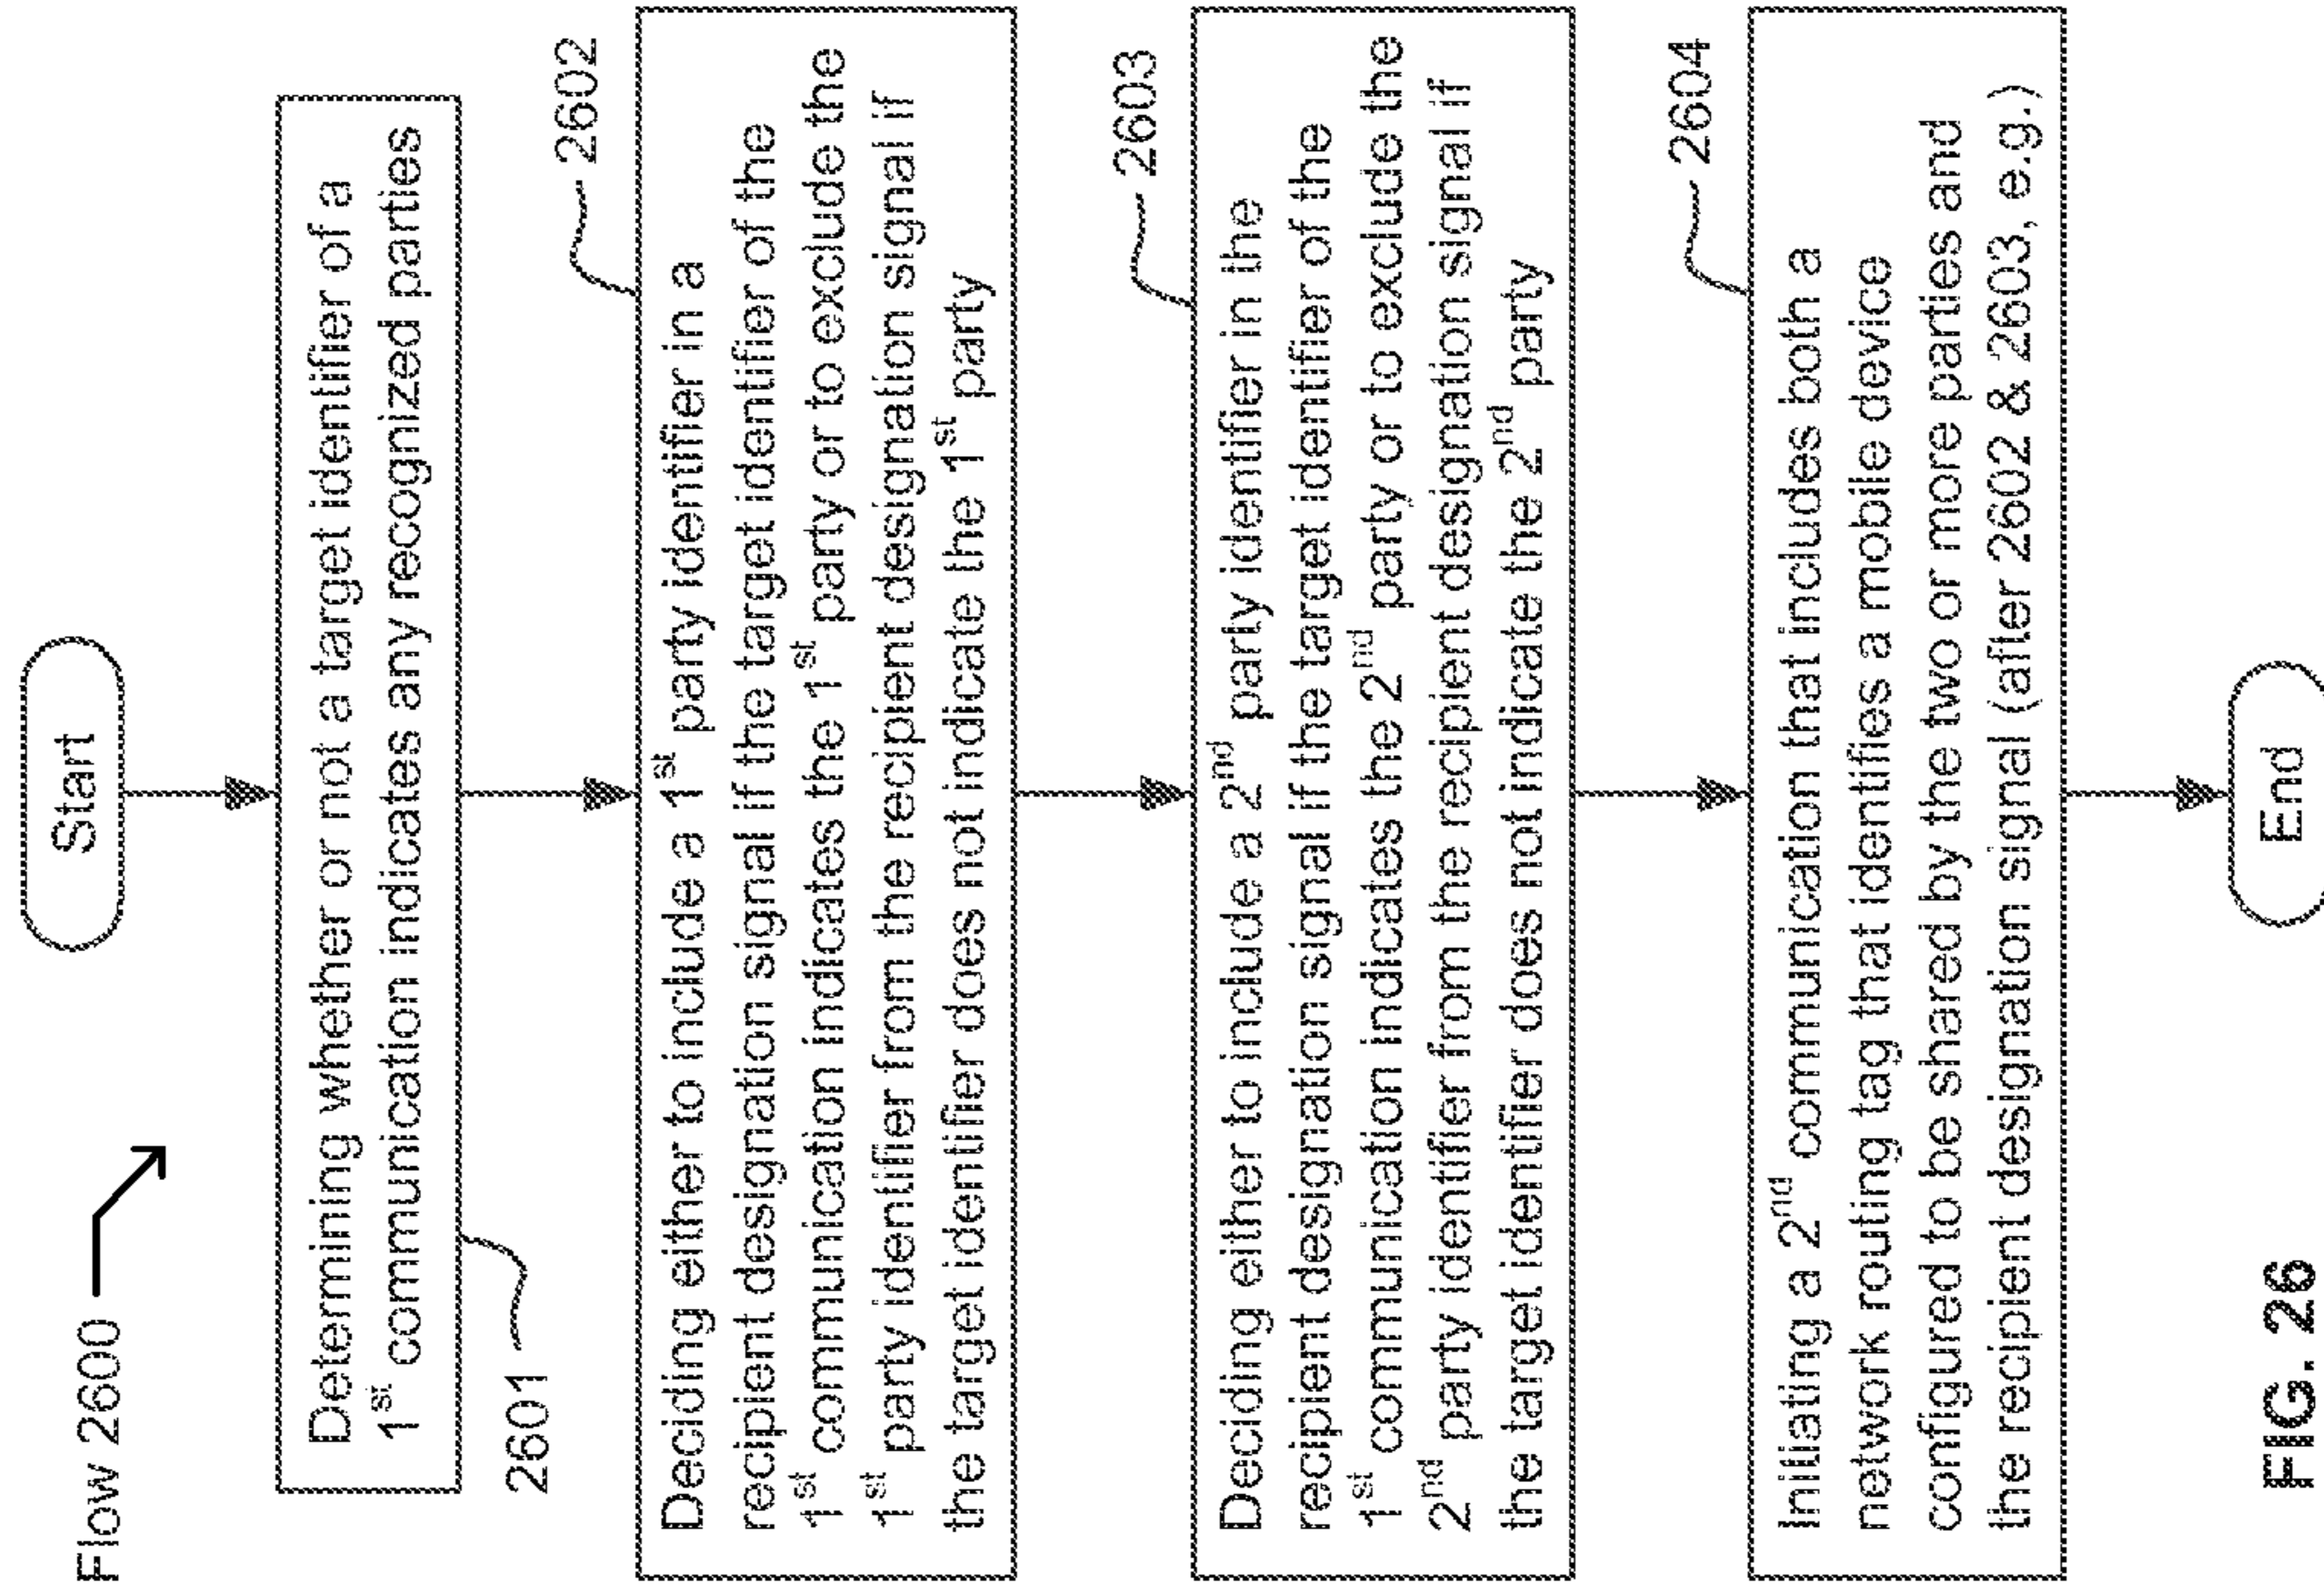 Flow 2600
Start
Determining whether or not a target identifier of a
1st communication indicates any recognized parties
2601
2602
Deciding either to include a 1st party identifier in a
recipient designation signal if the target identifier of the
1st communication indicates the 1st party or to exclude the
1st party identifier from the recipient designation signal if
the target identifier does not indicate the 1st party
2603
Deciding either to include a 2nd party identifier in the
recipient designation signal if the target identifier of the
1st communication indicates the 2nd party or to exclude the
2nd party identifier from the recipient designation signal if
the target identifier does not indicate the 2nd party
2604
Initiating a 2nd communication that includes both a
network routing tag that identifies a mobile device
configured to be shared by the two or more parties and
the recipient designation signal (after 2602 & 2603, e.g.)
End
FIG. 26